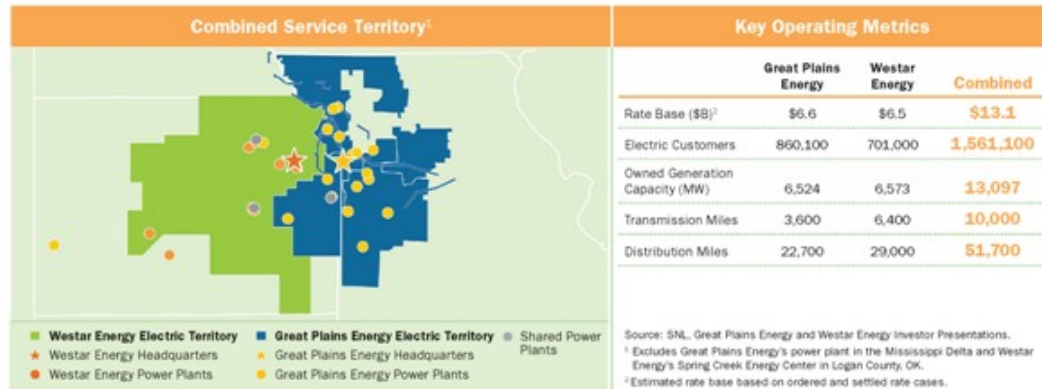 Combined Service Territory¹
Westar Energy Electric Territory
Westar Energy Headquarters
Westar Energy Power Plants
Great Plains Energy Electric Territory
Great Plains Energy Headquarters
Great Plains Energy Power Plants
Shared Power
Plants
Key Operating Metrics
Great Plains Energy Westar Energy Combined
Rate Base ($B)² $6.6 $6.5 $13.1
Electric Customers 860,100 701,000 1,561,100
Owned Generation
Capacity (MW) 6,524 6,573 13,097
Transmission Miles 3,600 6,400 10,000
Distribution Miles 22,700 29,000 51,700
Source: SNL, Great Plains Energy and Westar Energy Investor Presentations.
¹ Excludes Great Plains Energy's power plant in the Mississippi Delta and Westar
Energy's Spring Creek Energy Center in Logan County, OK.
² Estimated rate base based on ordered and settled rate cases.